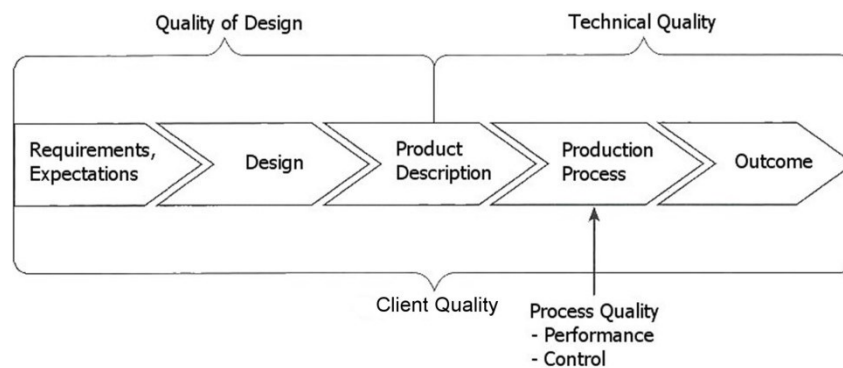 Quality of Design
Technical Quality
Requirements,
Expectations
Design
Product
Description
Production
Process
Outcome
Client Quality
Process Quality
- Performance
- Control